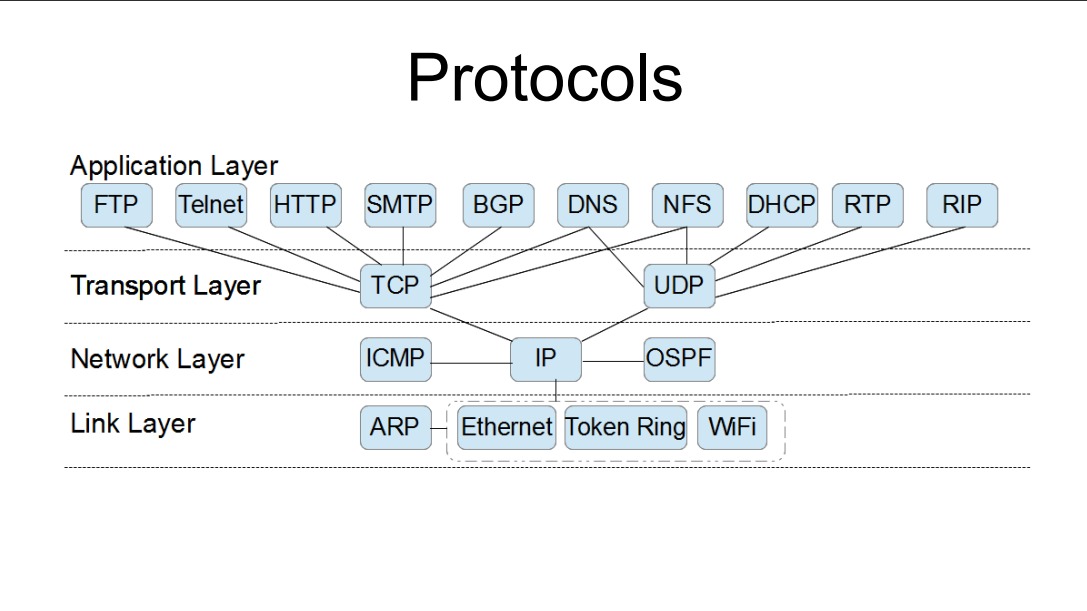 Protocols
Application Layer
FTP Telnet HTTP SMTP BGP DNS NFS DHCP RTP RIP
Transport Layer TCP UDP
Network Layer ICMP IP OSPF
Link Layer ARP Ethernet Token Ring WiFi